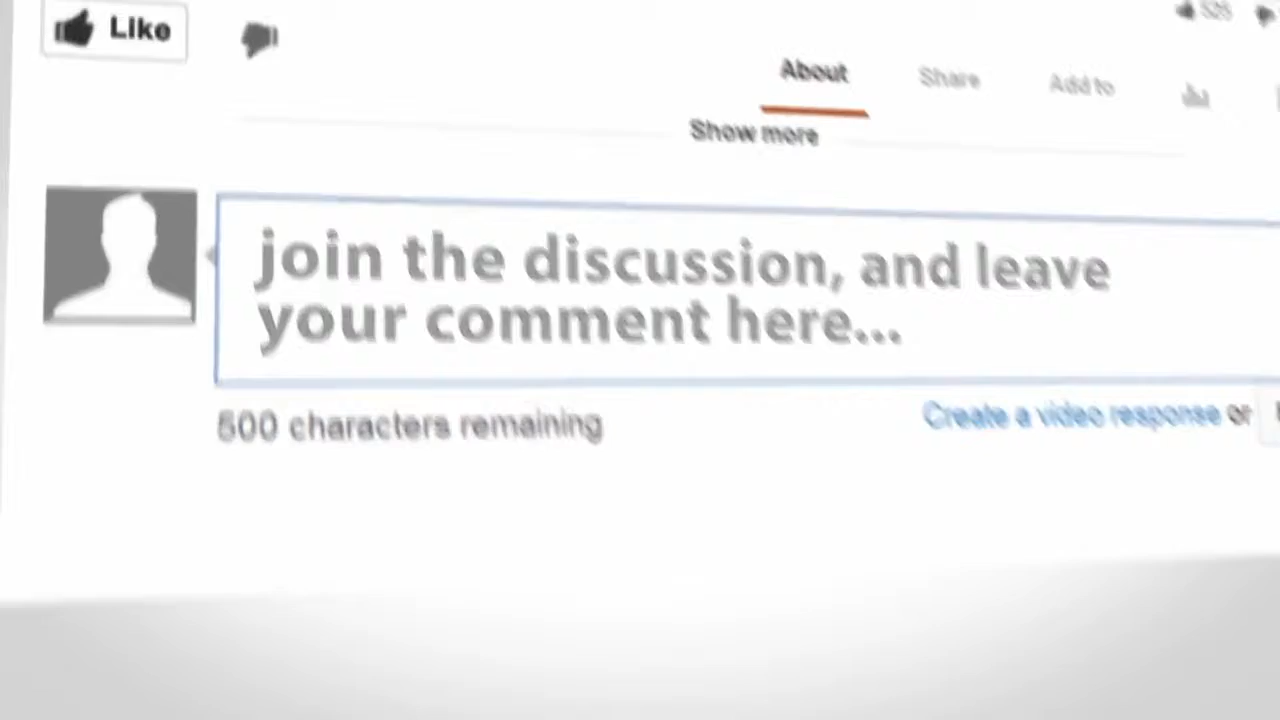 Like
525
About
Share
Add to
Show more
join the discussion, and leave
your comment here...
500 characters remaining
Create a video response or